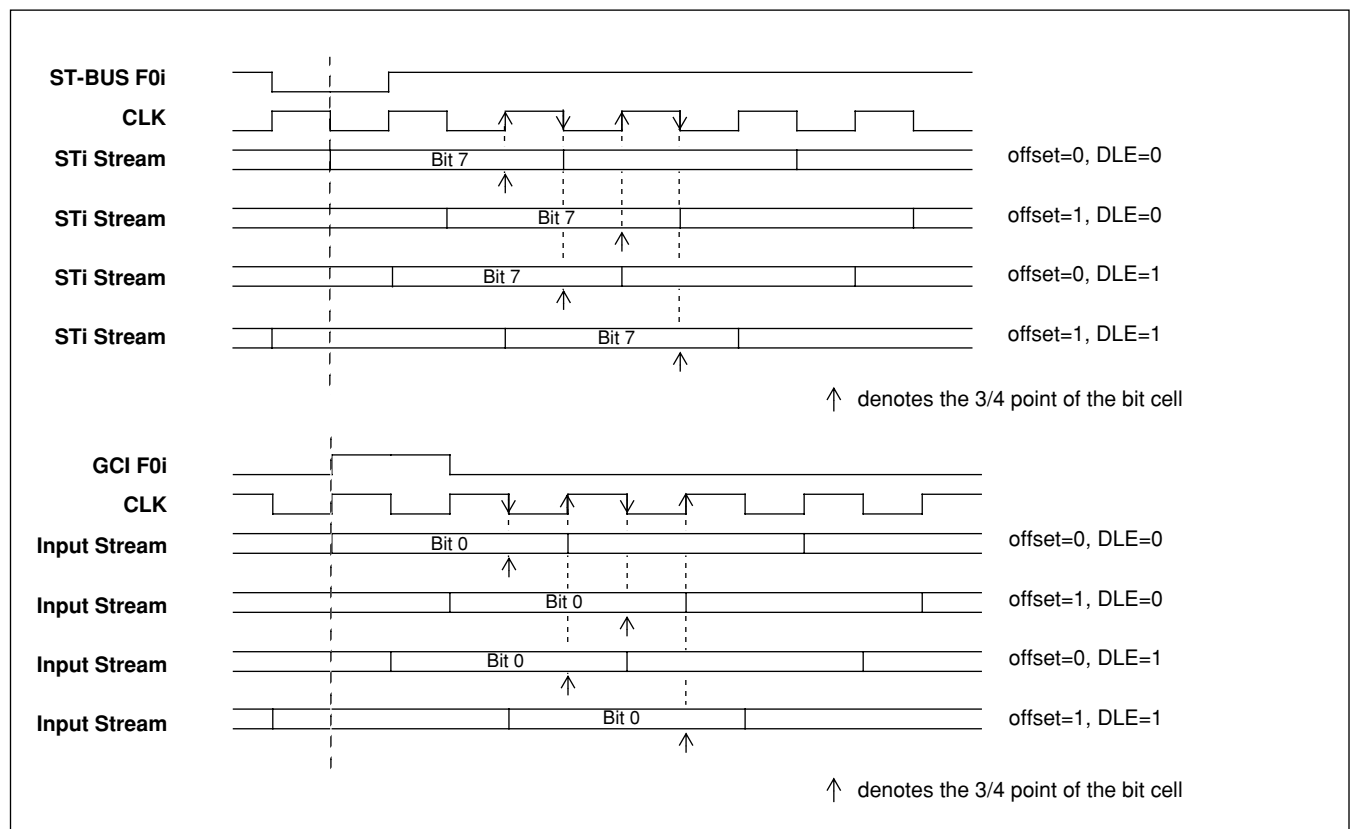 ST-BUS F0i
CLK
STi Stream Bit 7 offset=0, DLE=0
STi Stream Bit 7 offset=1, DLE=0
STi Stream Bit 7 offset=0, DLE=1
STi Stream Bit 7 offset=1, DLE=1
↑ denotes the 3/4 point of the bit cell
GCI F0i
CLK
Input Stream Bit 0 offset=0, DLE=0
Input Stream Bit 0 offset=1, DLE=0
Input Stream Bit 0 offset=0, DLE=1
Input Stream Bit 0 offset=1, DLE=1
↑ denotes the 3/4 point of the bit cell